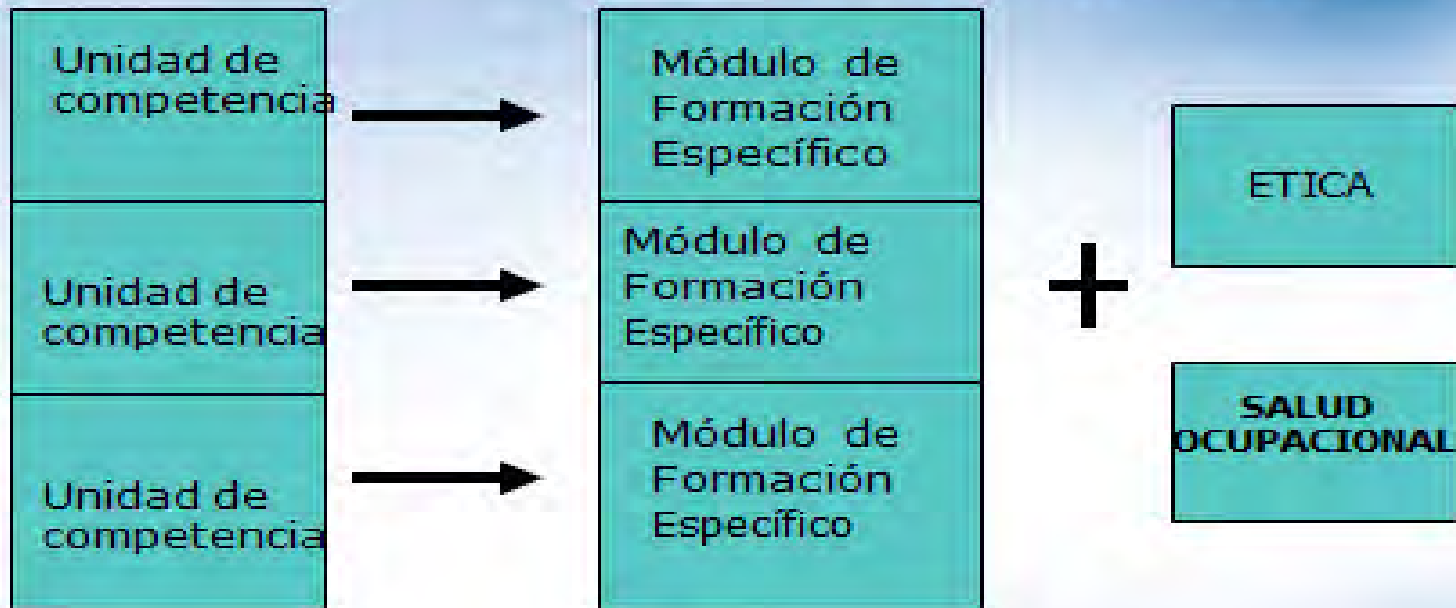 Unidad de
competencia
Unidad de
competencia
Unidad de
competencia
Módulo de
Formación
Específico
Módulo de
Formación
Específico
Módulo de
Formación
Específico
+
ETICA
SALUD
OCUPACIONAL